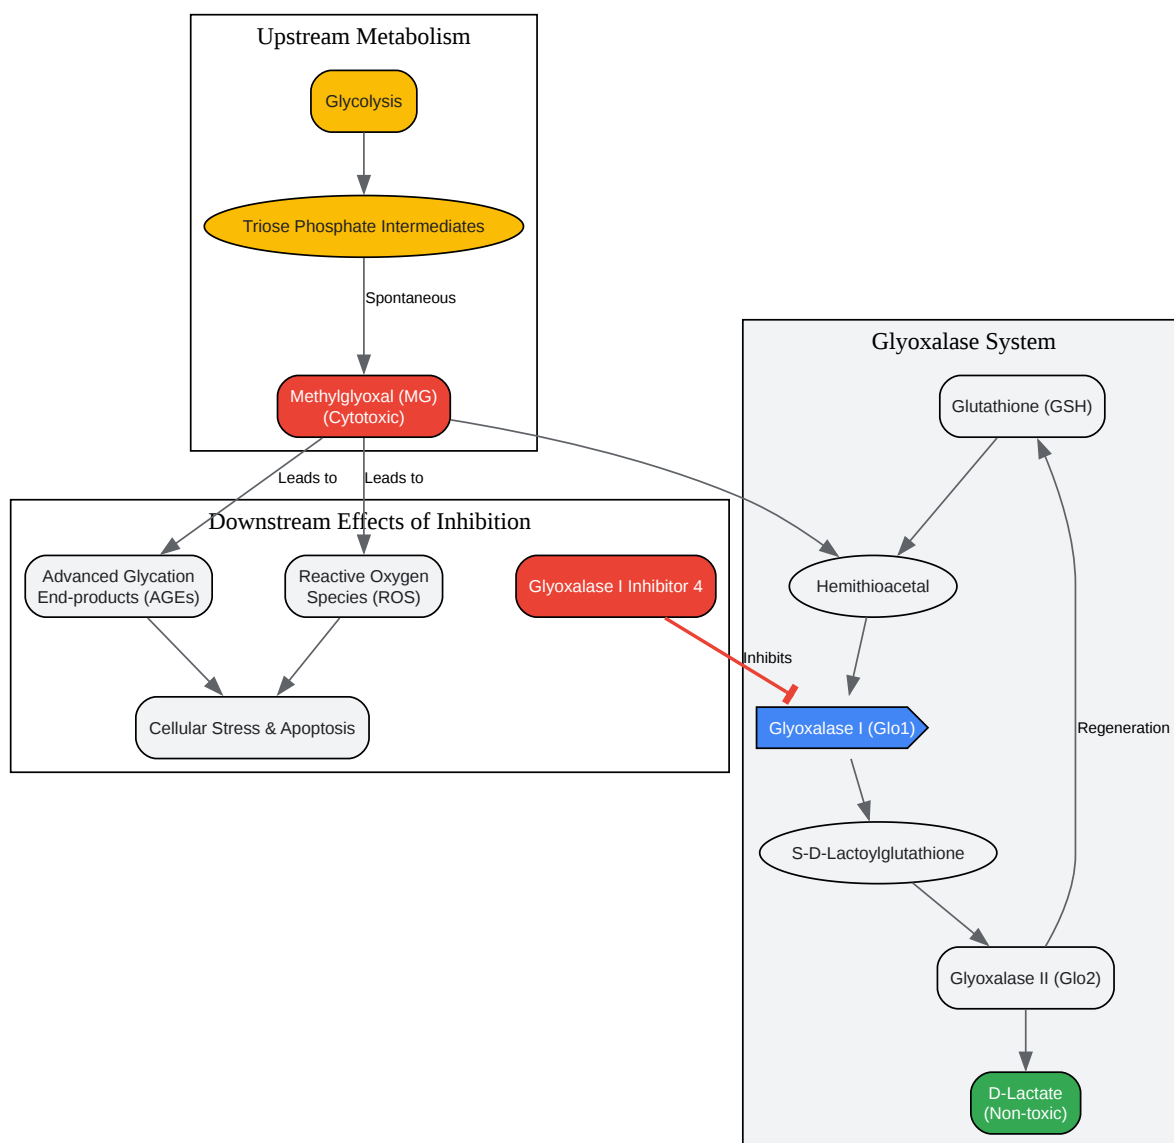 Upstream Metabolism
Glycolysis
Triose Phosphate Intermediates
Spontaneous
Methylglyoxal (MG)
(Cytotoxic)
Leads to
Leads to
Downstream Effects of Inhibition
Advanced Glycation
End-products (AGEs)
Reactive Oxygen
Species (ROS)
Glyoxalase I Inhibitor 4
Cellular Stress & Apoptosis
Inhibits
Glyoxalase System
Glutathione (GSH)
Hemithioacetal
Glyoxalase I (Glo1)
Regeneration
S-D-Lactoylglutathione
Glyoxalase II (Glo2)
D-Lactate
(Non-toxic)